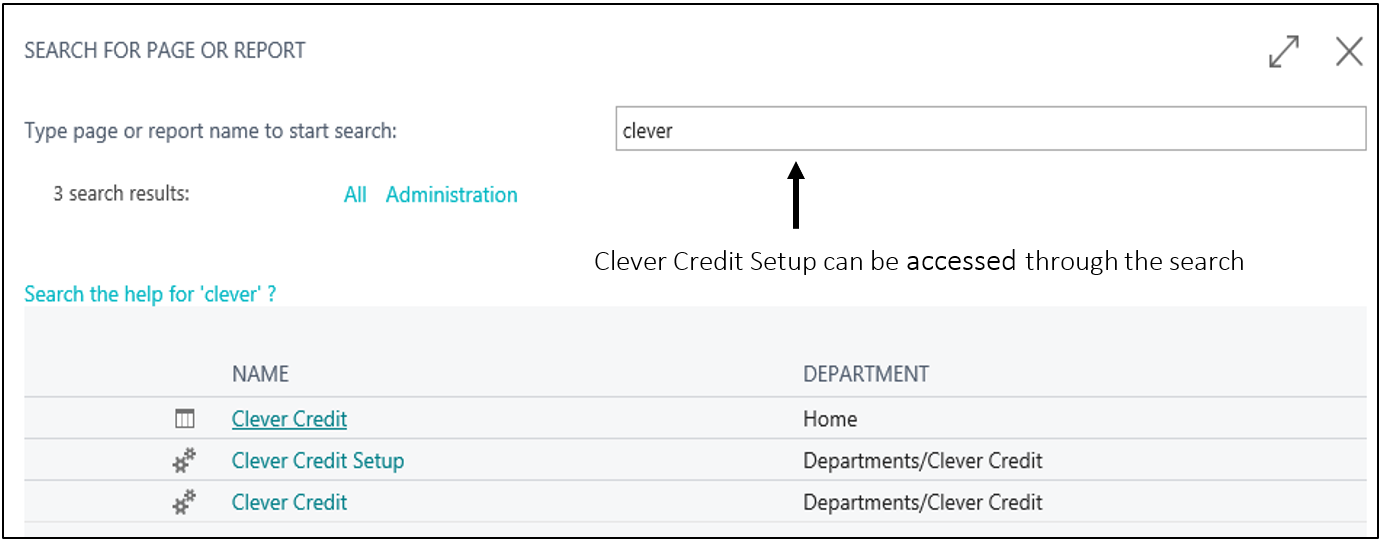 SEARCH FOR PAGE OR REPORT
Type page or report name to start search: clever
3 search results: All Administration
Clever Credit Setup can be accessed through the search
Search the help for 'clever' ?
NAME DEPARTMENT
Clever Credit Home
Clever Credit Setup Departments/Clever Credit
Clever Credit Departments/Clever Credit